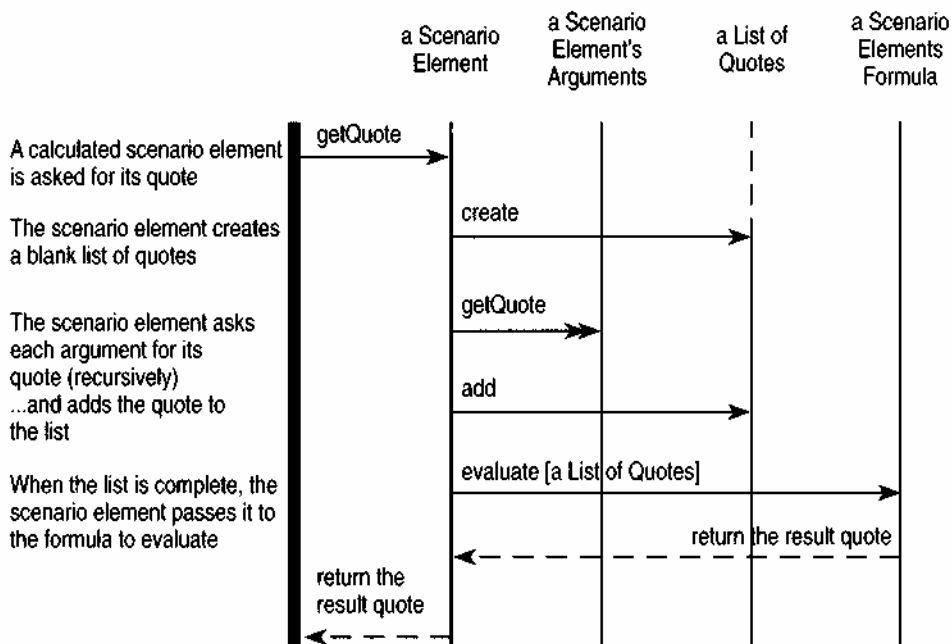 a Scenario
Element
a Scenario
Element's
Arguments
a List of
Quotes
a Scenario
Elements
Formula
A calculated scenario element
is asked for its quote
getQuote
The scenario element creates
a blank list of quotes
create
The scenario element asks
each argument for its
quote (recursively)
...and adds the quote to
the list
getQuote
add
When the list is complete, the
scenario element passes it to
the formula to evaluate
evaluate [a List of Quotes]
return the result quote
return the
result quote